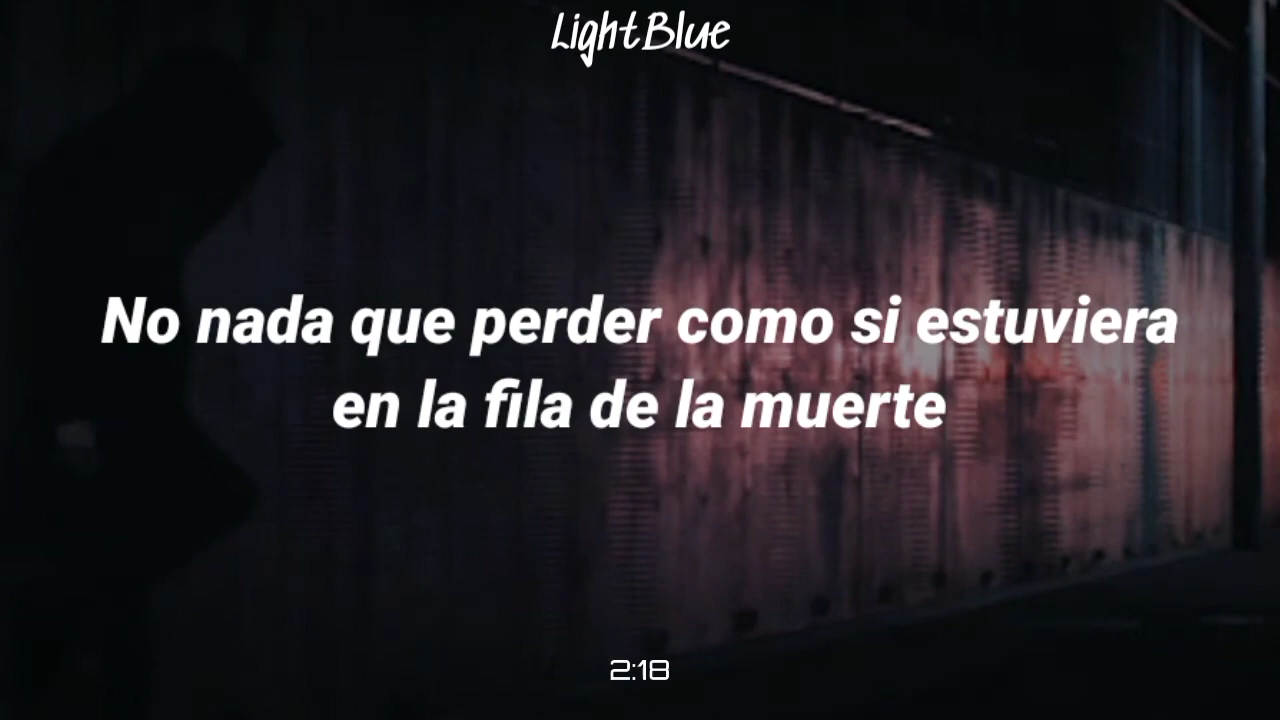 LightBlue
No nada que perder como si estuviera
en la fila de la muerte
2:18